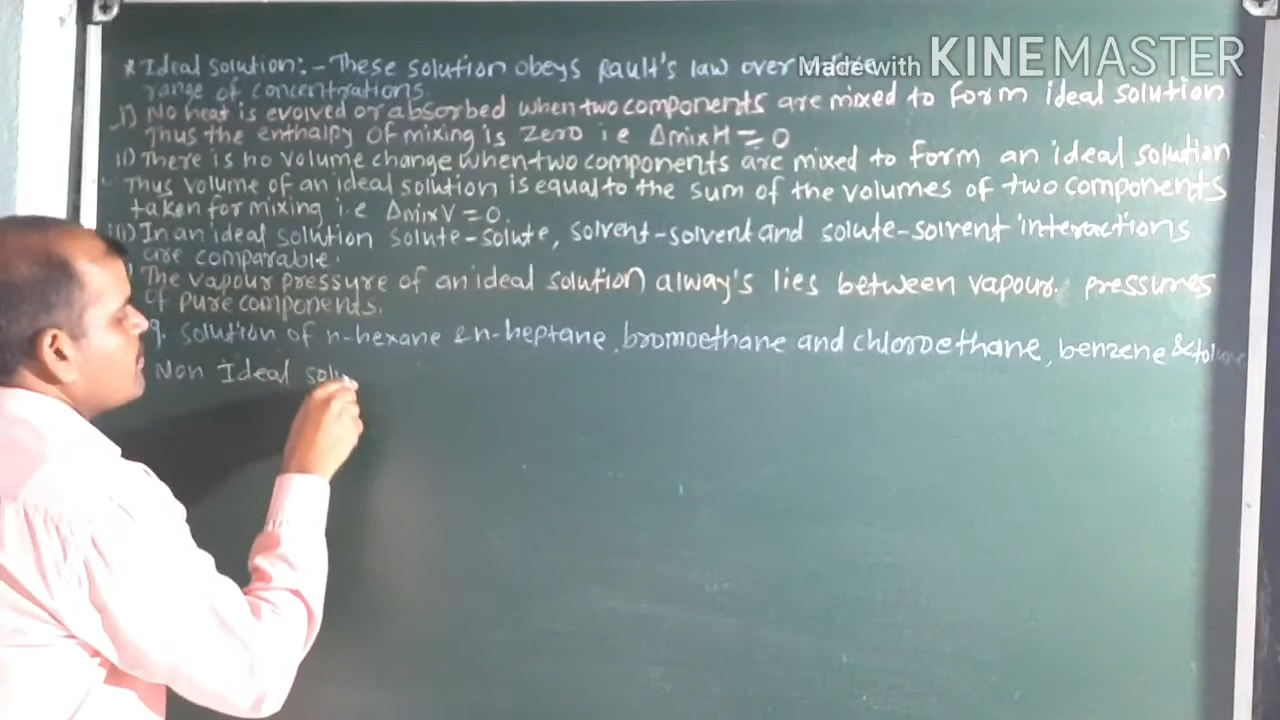 * Ideal solution:- These solution obeys Rault's law over
Made with KINEMASTER
range of concentrations.
i) No heat is evolved or absorbed when two components are mixed to form ideal solution
Thus the enthalpy of mixing is zero i.e ΔmixH = 0
ii) There is no volume change when two components are mixed to form an ideal solution
Thus volume of an ideal solution is equal to the sum of the volumes of two components
taken for mixing i.e ΔmixV = 0.
iii) In an ideal solution solute-solute, solvent-solvent and solute-solvent interactions
are comparable.
The vapour pressure of an ideal solution alway's lies between vapour pressures
of pure components.
solution of n-hexane & n-heptane, bromoethane and chloroethane, benzene &
Non Ideal solu